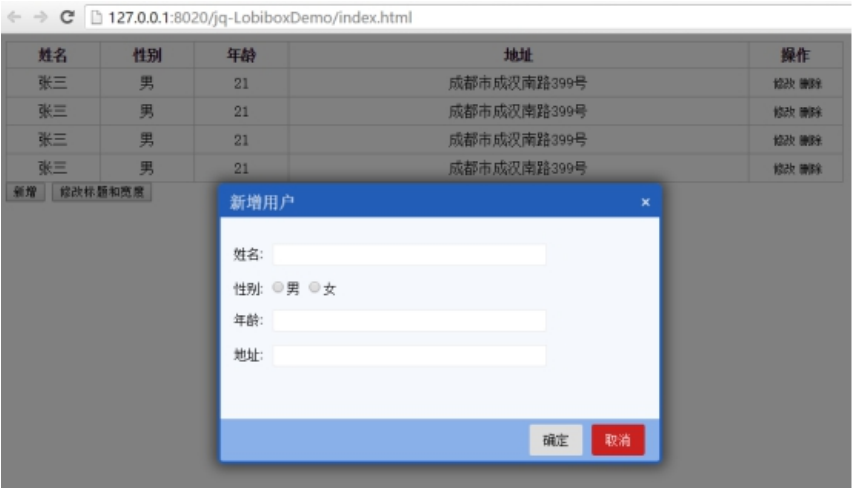 127.0.0.1:8020/jq-LobiboxDemo/index.html
姓名 性别 年龄 地址 操作
张三 男 21 成都市成汉南路399号 修改 删除
张三 男 21 成都市成汉南路399号 修改 删除
张三 男 21 成都市成汉南路399号 修改 删除
张三 男 21 成都市成汉南路399号 修改 删除
新增 修改标题和宽度
新增用户 ×
姓名:
性别: 男 女
年龄:
地址:
确定 取消